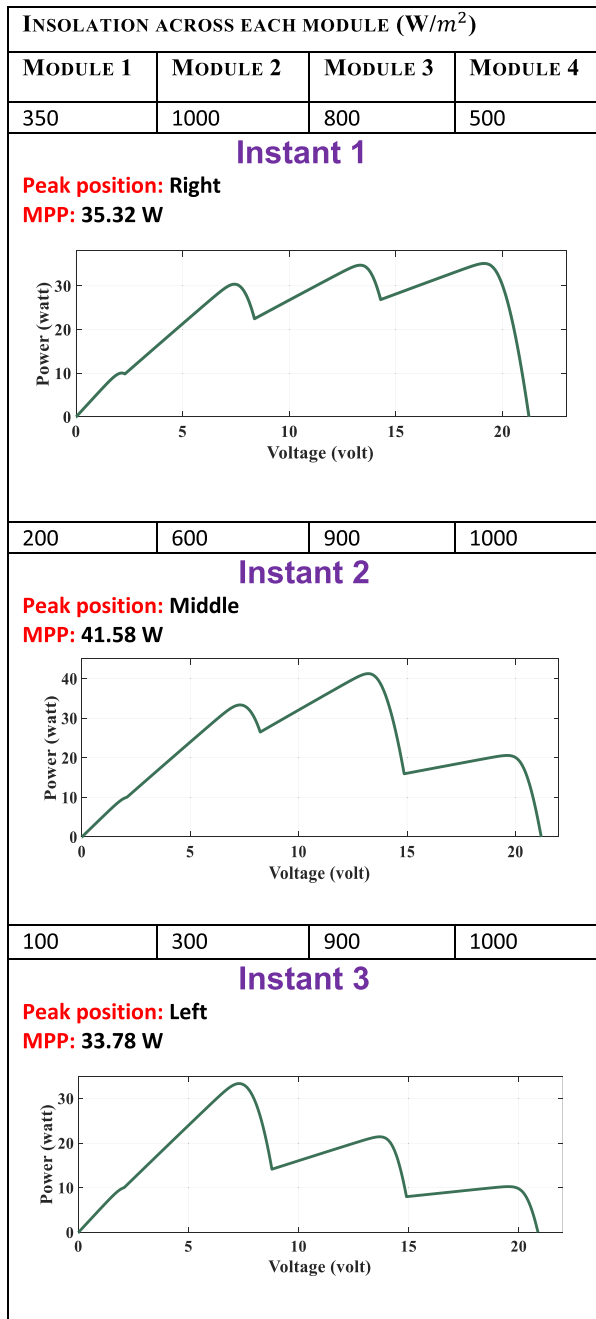 INSOLATION ACROSS EACH MODULE (W/m²)
MODULE 1 MODULE 2 MODULE 3 MODULE 4
350 1000 800 500
Instant 1
Peak position: Right
MPP: 35.32 W
30
20
10
0
Power (watt)
0 5 10 15 20
Voltage (volt)
200 600 900 1000
Instant 2
Peak position: Middle
MPP: 41.58 W
40
30
20
10
0
Power (watt)
0 5 10 15 20
Voltage (volt)
100 300 900 1000
Instant 3
Peak position: Left
MPP: 33.78 W
30
20
10
0
Power (watt)
0 5 10 15 20
Voltage (volt)